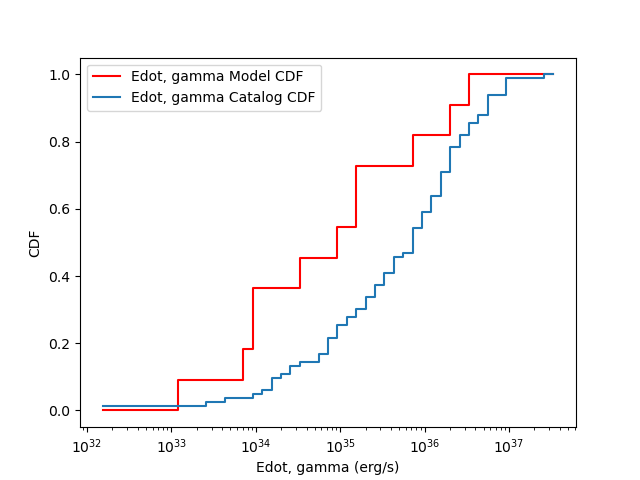 Edot, gamma Model CDF
Edot, gamma Catalog CDF
1.0
0.8
0.6
0.4
0.2
0.0
CDF
10^32 10^33 10^34 10^35 10^36 10^37
Edot, gamma (erg/s)